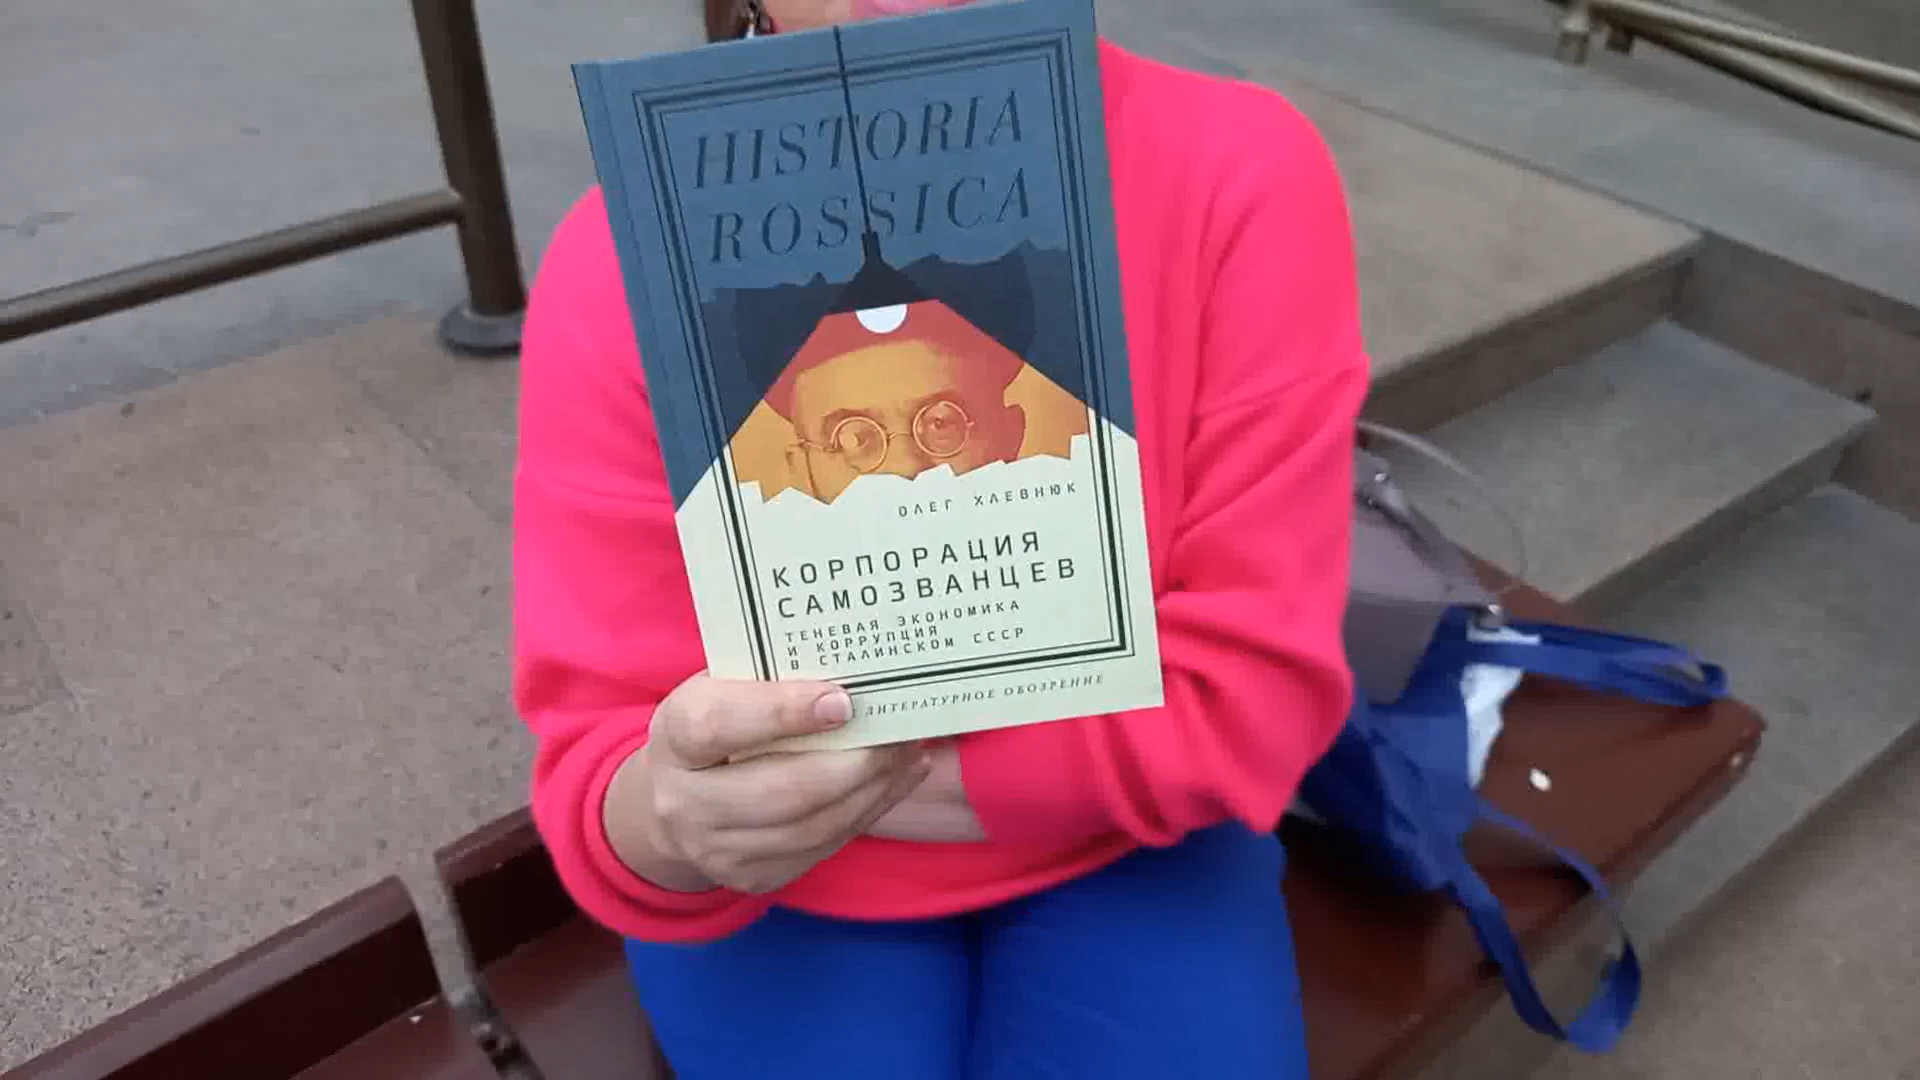 HISTORIA
ROSSICA
ОЛЕГ ХЛЕВНЮК
КОРПОРАЦИЯ
САМОЗВАНЦЕВ
ТЕНЕВАЯ ЭКОНОМИКА
И КОРРУПЦИЯ
В СТАЛИНСКОМ СССР
ЛИТЕРАТУРНОЕ ОБОЗРЕНИЕ